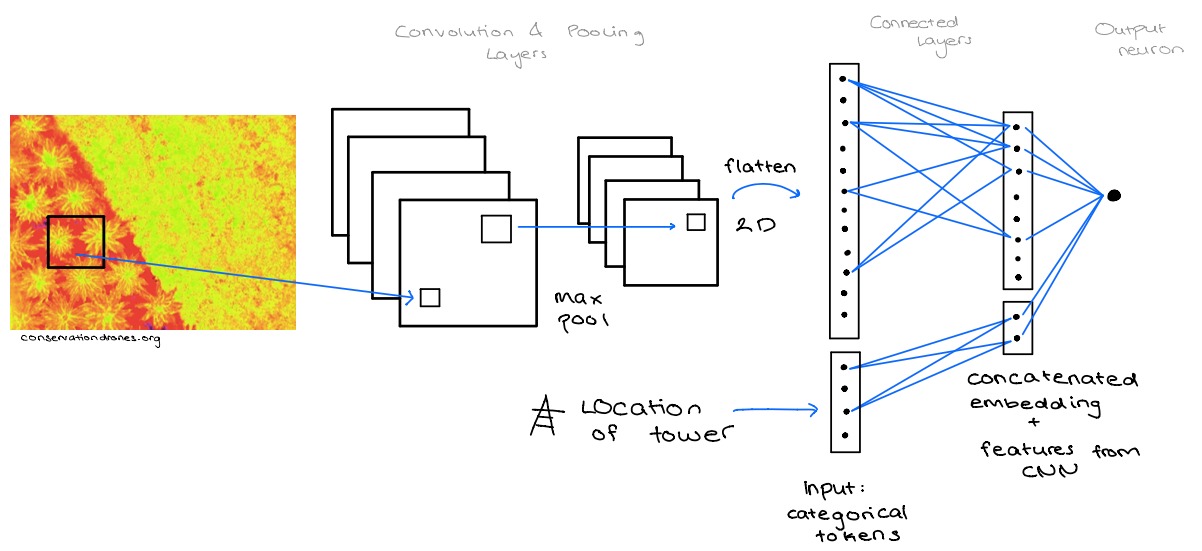 Convolution & Pooling
Layers
Connected
Layers
Output
neuron
conservationdrones.org
max
pool
flatten
2D
Location
of tower
Input:
categorical
tokens
concatenated
embedding
+
features from
CNN